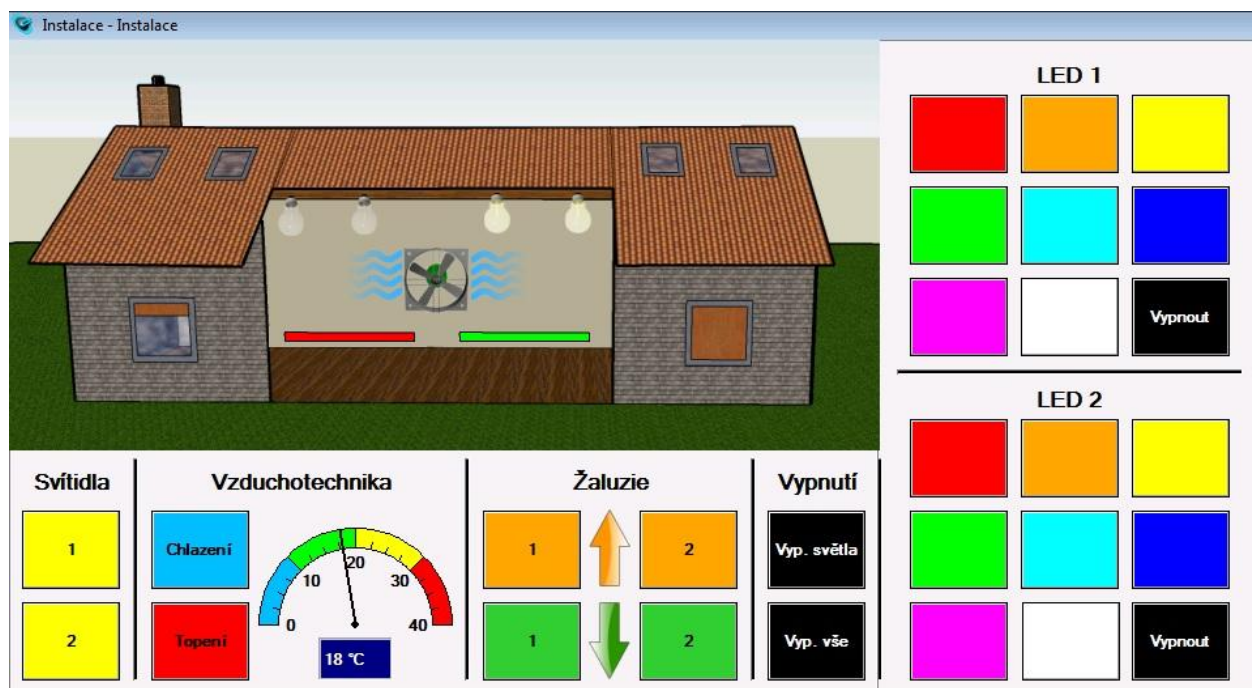 Instalace - Instalace
LED 1
Vypnout
LED 2
Vypnout
Svítidla
1
2
Vzduchotechnika
Chlazení
Topení
0
10
20
30
40
18 °C
Žaluzie
1
2
1
2
Vypnutí
Vyp. světla
Vyp. vše